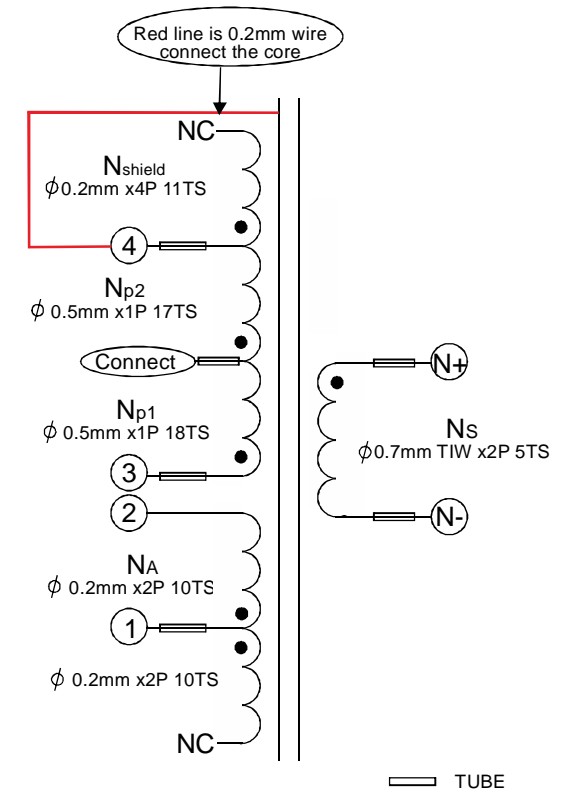 Red line is 0.2mm wire
connect the core
NC
Nshield
ϕ0.2mm x4P 11TS
4
Np2
ϕ 0.5mm x1P 17TS
Connect
Np1
ϕ 0.5mm x1P 18TS
3
2
NA
ϕ 0.2mm x2P 10TS
1
ϕ 0.2mm x2P 10TS
NC
N+
NS
ϕ0.7mm TIW x2P 5TS
N-
TUBE